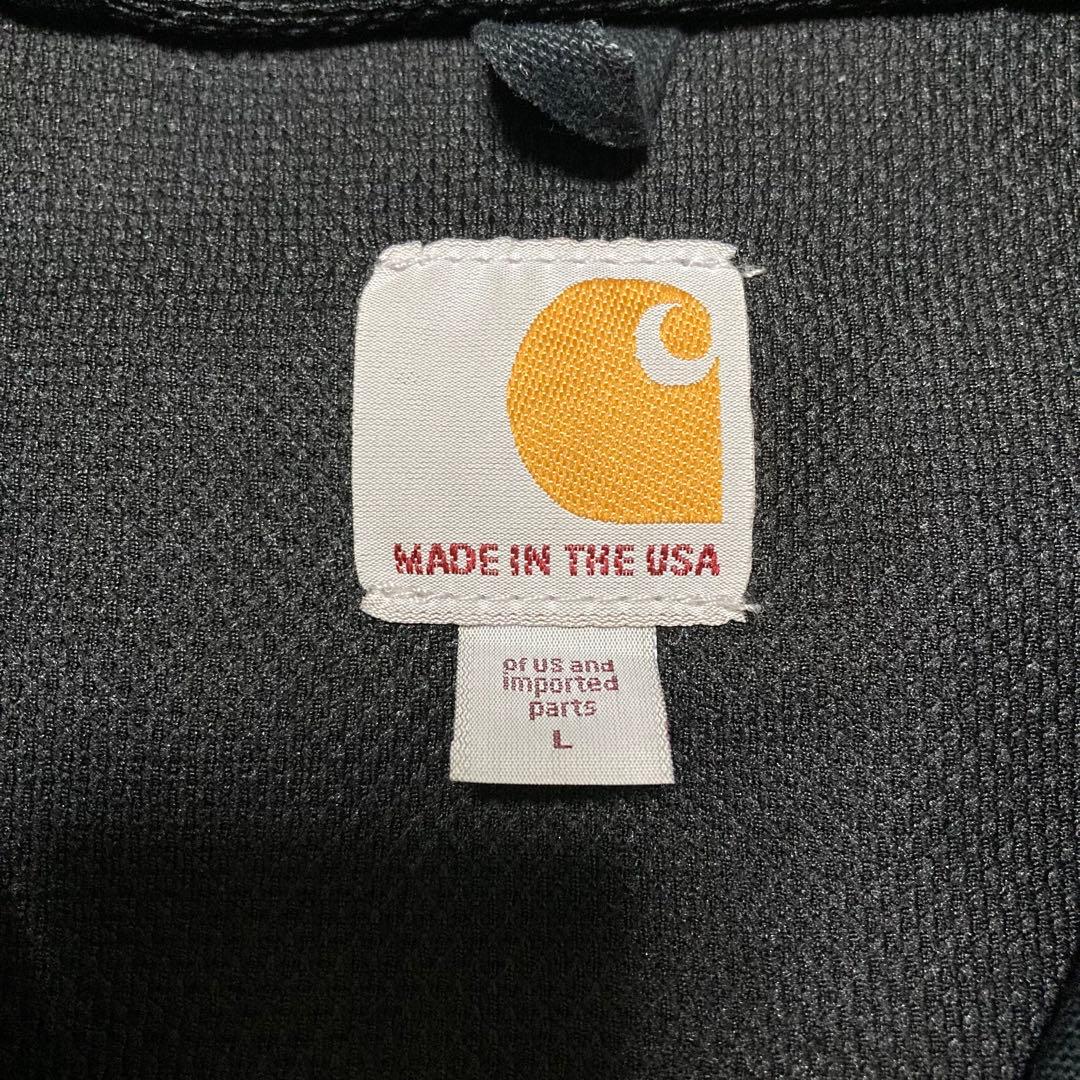 MADE IN THE USA
of US and
imported
parts
L